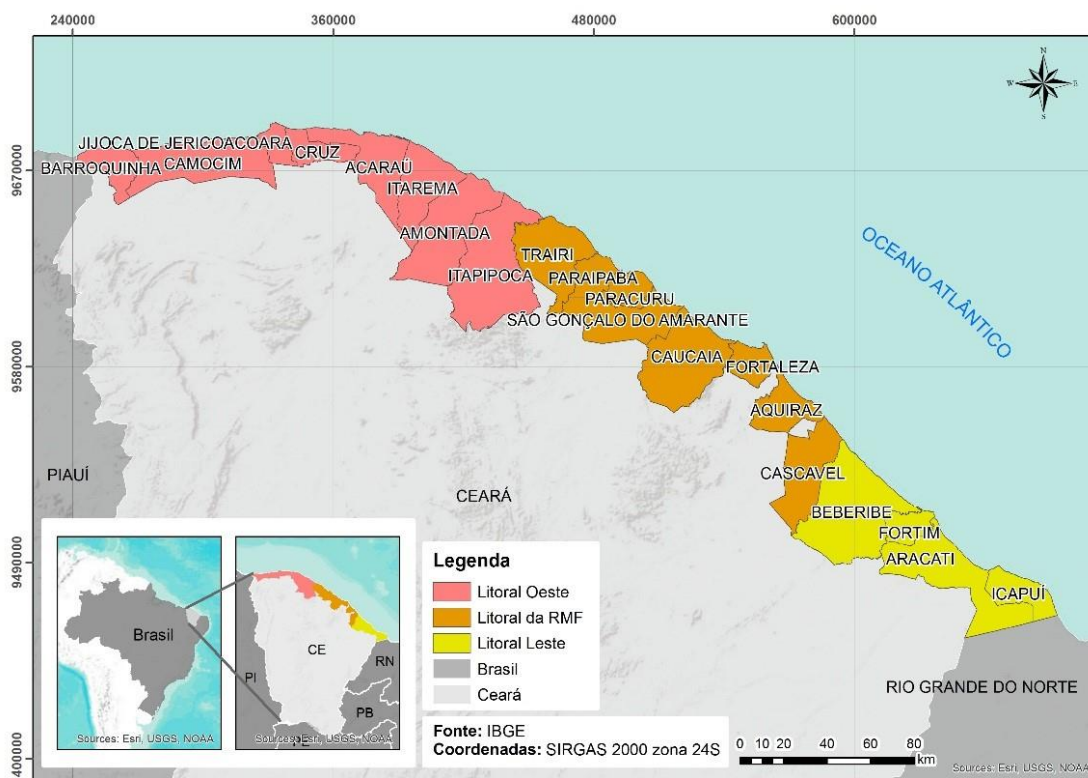 240000
360000
480000
600000
N
W
E
S
9670000
9580000
9490000
JIJOCA DE JERICOACOARA
BARROQUINHA
CAMOCIM
CRUZ
ACARAÚ
ITAREMA
AMONTADA
ITAPIPOCA
TRAIRI
PARAIPABA
PARACURU
SÃO GONÇALO DO AMARANTE
CAUCAIA
FORTALEZA
AQUIRAZ
CASCAVEL
BEBERIBE
FORTIM
ARACATI
ICAPUÍ
OCEANO ATLÂNTICO
PIAUÍ
CEARÁ
RIO GRANDE DO NORTE
Brasil
Sources: Esri, USGS, NOAA
CE
PI
RN
PB
PE
Sources: Esri, USGS, NOAA
Legenda
Litoral Oeste
Litoral da RMF
Litoral Leste
Brasil
Ceará
Fonte: IBGE
Coordenadas: SIRGAS 2000 zona 24S
0 10 20 40 60 80
km
Sources: Esri, USGS, NOAA